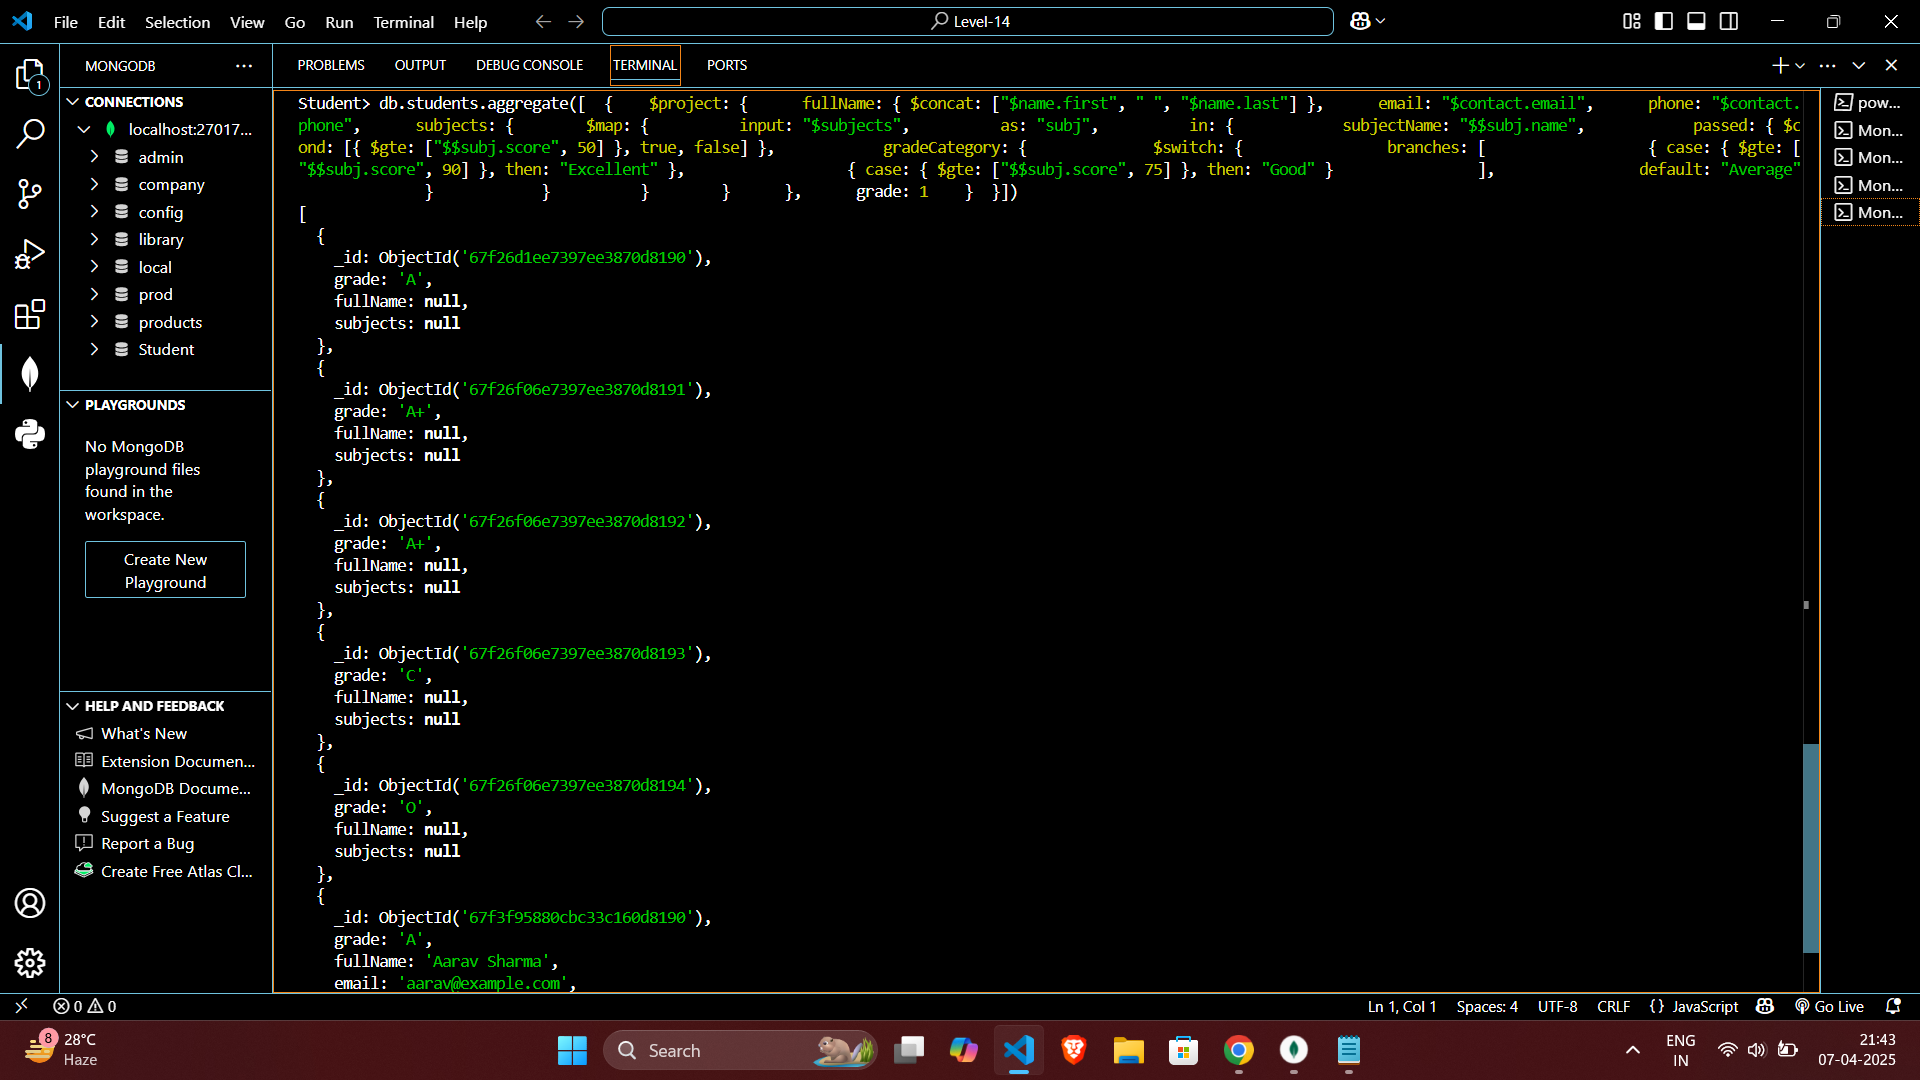 File Edit Selection View Go Run Terminal Help
Level-14
MONGODB
CONNECTIONS
localhost:27017...
admin
company
config
library
local
prod
products
Student
PLAYGROUNDS
No MongoDB
playground files
found in the
workspace.
Create New
Playground
HELP AND FEEDBACK
What's New
Extension Documen...
MongoDB Docume...
Suggest a Feature
Report a Bug
Create Free Atlas Cl...
1
PROBLEMS OUTPUT DEBUG CONSOLE TERMINAL PORTS
Student> db.students.aggregate([ { $project: { fullName: { $concat: ["$name.first", " ", "$name.last"] }, email: "$contact.email", phone: "$contact.
phone", subjects: { $map: { input: "$subjects", as: "subj", in: { subjectName: "$$subj.name", passed: { $c
ond: [{ $gte: ["$$subj.score", 50] }, true, false] }, gradeCategory: { $switch: { branches: [ { case: { $gte: [
"$$subj.score", 90] }, then: "Excellent" }, { case: { $gte: ["$$subj.score", 75] }, then: "Good" } ], default: "Average"
} } } } }, grade: 1 } }])
[
{
_id: ObjectId('67f26d1ee7397ee3870d8190'),
grade: 'A',
fullName: null,
subjects: null
},
{
_id: ObjectId('67f26f06e7397ee3870d8191'),
grade: 'A+',
fullName: null,
subjects: null
},
{
_id: ObjectId('67f26f06e7397ee3870d8192'),
grade: 'A+',
fullName: null,
subjects: null
},
{
_id: ObjectId('67f26f06e7397ee3870d8193'),
grade: 'C',
fullName: null,
subjects: null
},
{
_id: ObjectId('67f26f06e7397ee3870d8194'),
grade: 'O',
fullName: null,
subjects: null
},
{
_id: ObjectId('67f3f95880cbc33c160d8190'),
grade: 'A',
fullName: 'Aarav Sharma',
email: 'aarav@example.com',
pow...
Mon...
Mon...
Mon...
Mon...
0 0
Ln 1, Col 1 Spaces: 4 UTF-8 CRLF {} JavaScript Go Live
8
28°C
Haze
Search
ENG
IN
21:43
07-04-2025